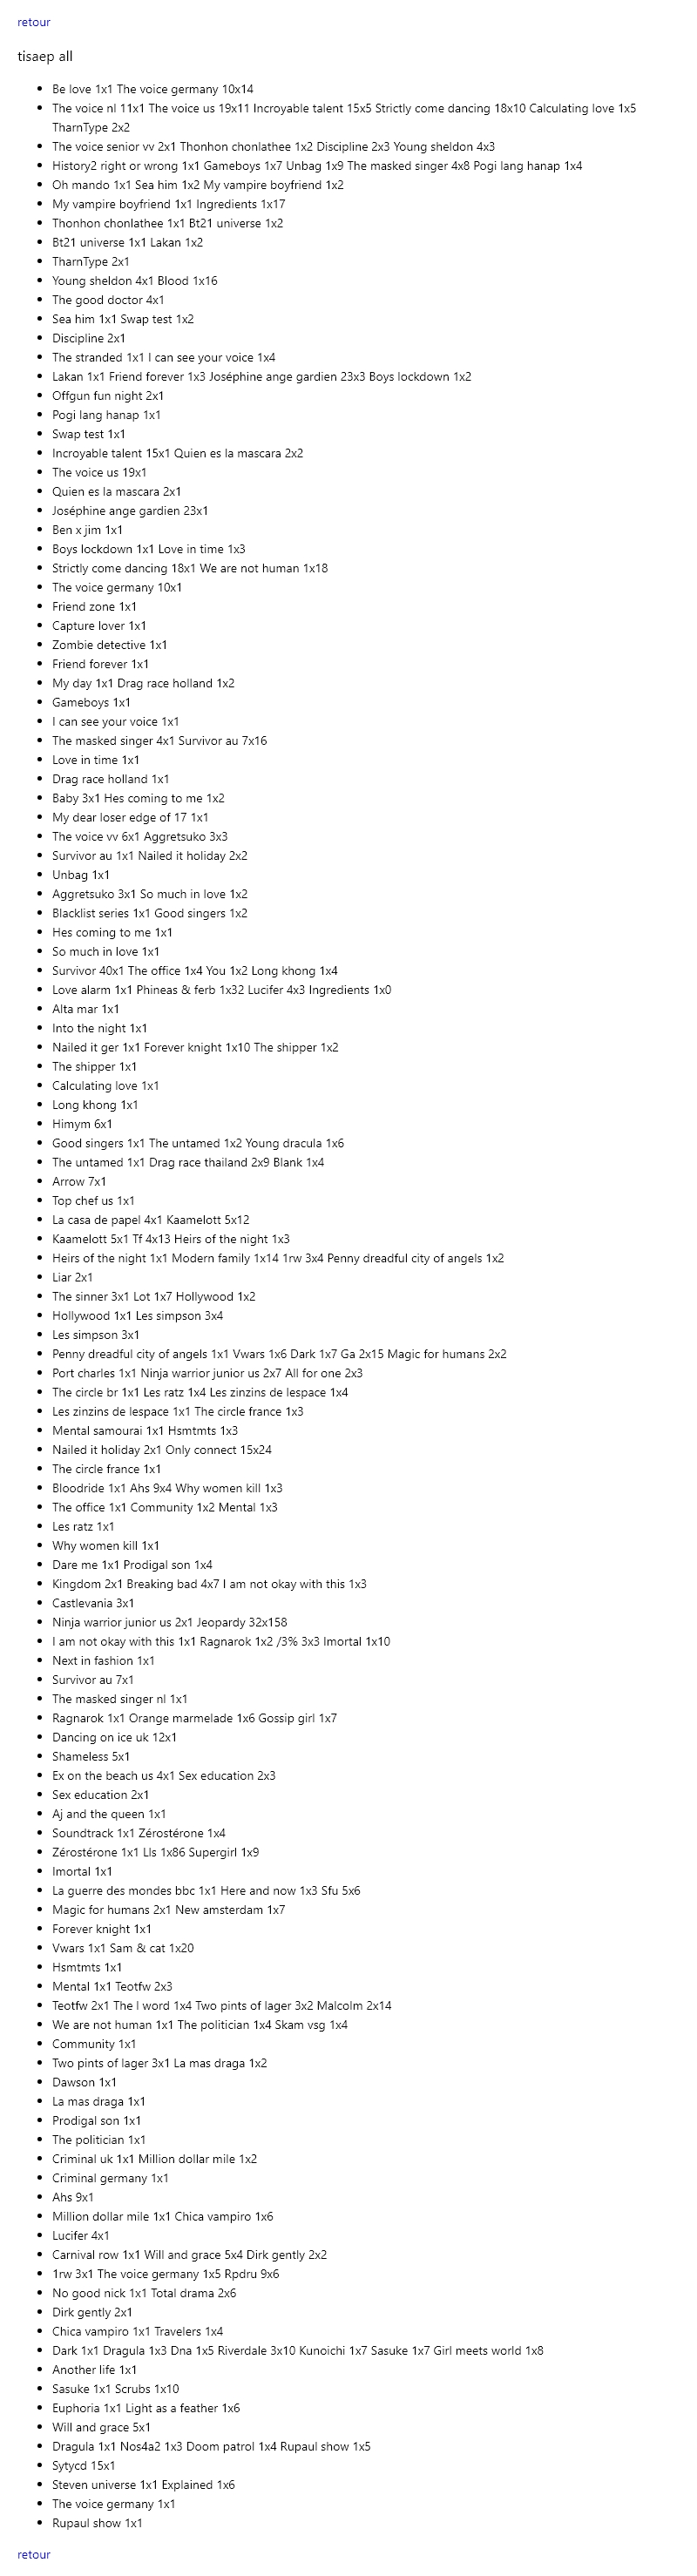 retour
tisaep all
Be love 1x1 The voice germany 10x14
The voice nl 11x1 The voice us 19x11 Incroyable talent 15x5 Strictly come dancing 18x10 Calculating love 1x5
TharnType 2x2
The voice senior vv 2x1 Thonhon chonlathee 1x2 Discipline 2x3 Young sheldon 4x3
History2 right or wrong 1x1 Gameboys 1x7 Unbag 1x9 The masked singer 4x8 Pogi lang hanap 1x4
Oh mando 1x1 Sea him 1x2 My vampire boyfriend 1x2
My vampire boyfriend 1x1 Ingredients 1x17
Thonhon chonlathee 1x1 Bt21 universe 1x2
Bt21 universe 1x1 Lakan 1x2
TharnType 2x1
Young sheldon 4x1 Blood 1x16
The good doctor 4x1
Sea him 1x1 Swap test 1x2
Discipline 2x1
The stranded 1x1 I can see your voice 1x4
Lakan 1x1 Friend forever 1x3 Joséphine ange gardien 23x3 Boys lockdown 1x2
Offgun fun night 2x1
Pogi lang hanap 1x1
Swap test 1x1
Incroyable talent 15x1 Quien es la mascara 2x2
The voice us 19x1
Quien es la mascara 2x1
Joséphine ange gardien 23x1
Ben x jim 1x1
Boys lockdown 1x1 Love in time 1x3
Strictly come dancing 18x1 We are not human 1x18
The voice germany 10x1
Friend zone 1x1
Capture lover 1x1
Zombie detective 1x1
Friend forever 1x1
My day 1x1 Drag race holland 1x2
Gameboys 1x1
I can see your voice 1x1
The masked singer 4x1 Survivor au 7x16
Love in time 1x1
Drag race holland 1x1
Baby 3x1 Hes coming to me 1x2
My dear loser edge of 17 1x1
The voice vv 6x1 Aggretsuko 3x3
Survivor au 1x1 Nailed it holiday 2x2
Unbag 1x1
Aggretsuko 3x1 So much in love 1x2
Blacklist series 1x1 Good singers 1x2
Hes coming to me 1x1
So much in love 1x1
Survivor 40x1 The office 1x4 You 1x2 Long khong 1x4
Love alarm 1x1 Phineas & ferb 1x32 Lucifer 4x3 Ingredients 1x0
Alta mar 1x1
Into the night 1x1
Nailed it ger 1x1 Forever knight 1x10 The shipper 1x2
The shipper 1x1
Calculating love 1x1
Long khong 1x1
Himym 6x1
Good singers 1x1 The untamed 1x2 Young dracula 1x6
The untamed 1x1 Drag race thailand 2x9 Blank 1x4
Arrow 7x1
Top chef us 1x1
La casa de papel 4x1 Kaamelott 5x12
Kaamelott 5x1 Tf 4x13 Heirs of the night 1x3
Heirs of the night 1x1 Modern family 1x14 1rw 3x4 Penny dreadful city of angels 1x2
Liar 2x1
The sinner 3x1 Lot 1x7 Hollywood 1x2
Hollywood 1x1 Les simpson 3x4
Les simpson 3x1
Penny dreadful city of angels 1x1 Vwars 1x6 Dark 1x7 Ga 2x15 Magic for humans 2x2
Port charles 1x1 Ninja warrior junior us 2x7 All for one 2x3
The circle br 1x1 Les ratz 1x4 Les zinzins de lespace 1x4
Les zinzins de lespace 1x1 The circle france 1x3
Mental samourai 1x1 Hsmtmts 1x3
Nailed it holiday 2x1 Only connect 15x24
The circle france 1x1
Bloodride 1x1 Ahs 9x4 Why women kill 1x3
The office 1x1 Community 1x2 Mental 1x3
Les ratz 1x1
Why women kill 1x1
Dare me 1x1 Prodigal son 1x4
Kingdom 2x1 Breaking bad 4x7 I am not okay with this 1x3
Castlevania 3x1
Ninja warrior junior us 2x1 Jeopardy 32x158
I am not okay with this 1x1 Ragnarok 1x2 /3% 3x3 Imortal 1x10
Next in fashion 1x1
Survivor au 7x1
The masked singer nl 1x1
Ragnarok 1x1 Orange marmelade 1x6 Gossip girl 1x7
Dancing on ice uk 12x1
Shameless 5x1
Ex on the beach us 4x1 Sex education 2x3
Sex education 2x1
Aj and the queen 1x1
Soundtrack 1x1 Zérostérone 1x4
Zérostérone 1x1 Lls 1x86 Supergirl 1x9
Imortal 1x1
La guerre des mondes bbc 1x1 Here and now 1x3 Sfu 5x6
Magic for humans 2x1 New amsterdam 1x7
Forever knight 1x1
Vwars 1x1 Sam & cat 1x20
Hsmtmts 1x1
Mental 1x1 Teotfw 2x3
Teotfw 2x1 The l word 1x4 Two pints of lager 3x2 Malcolm 2x14
We are not human 1x1 The politician 1x4 Skam vsg 1x4
Community 1x1
Two pints of lager 3x1 La mas draga 1x2
Dawson 1x1
La mas draga 1x1
Prodigal son 1x1
The politician 1x1
Criminal uk 1x1 Million dollar mile 1x2
Criminal germany 1x1
Ahs 9x1
Million dollar mile 1x1 Chica vampiro 1x6
Lucifer 4x1
Carnival row 1x1 Will and grace 5x4 Dirk gently 2x2
1rw 3x1 The voice germany 1x5 Rpdru 9x6
No good nick 1x1 Total drama 2x6
Dirk gently 2x1
Chica vampiro 1x1 Travelers 1x4
Dark 1x1 Dragula 1x3 Dna 1x5 Riverdale 3x10 Kunoichi 1x7 Sasuke 1x7 Girl meets world 1x8
Another life 1x1
Sasuke 1x1 Scrubs 1x10
Euphoria 1x1 Light as a feather 1x6
Will and grace 5x1
Dragula 1x1 Nos4a2 1x3 Doom patrol 1x4 Rupaul show 1x5
Sytycd 15x1
Steven universe 1x1 Explained 1x6
The voice germany 1x1
Rupaul show 1x1
retour